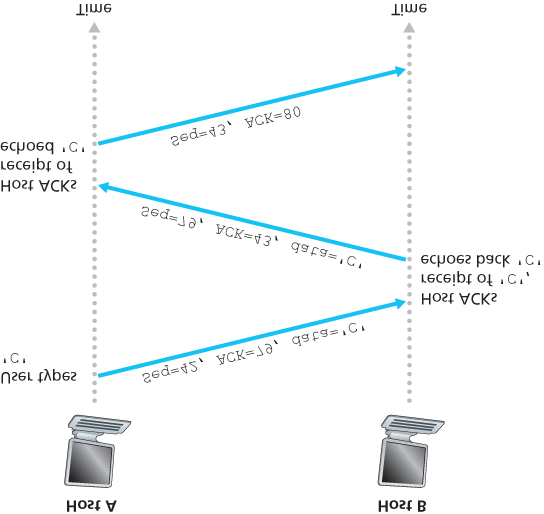 Host A
Host B
User types
'C'
Seq=42, ACK=79, data='C'
Host ACKs
receipt of 'C',
echoes back 'C'
Seq=79, ACK=43, data='C'
Host ACKs
receipt of
echoed 'C'
Seq=43, ACK=80
Time
Time